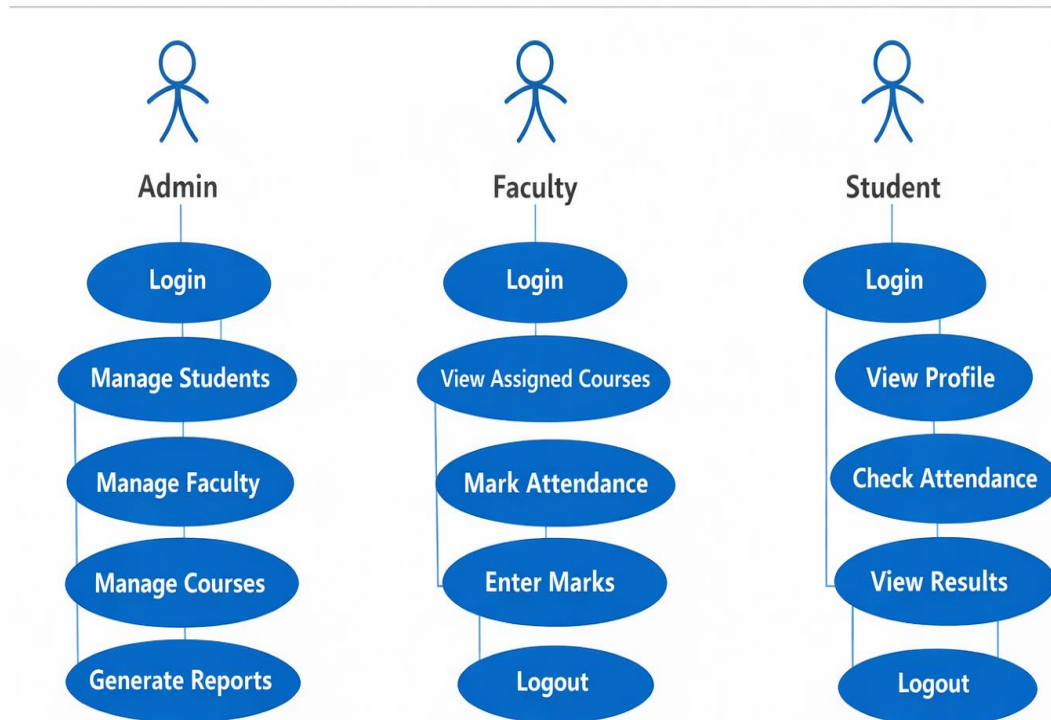 Admin
Faculty
Student
Login
Login
Login
Manage Students
View Assigned Courses
View Profile
Manage Faculty
Mark Attendance
Check Attendance
Manage Courses
Enter Marks
View Results
Generate Reports
Logout
Logout